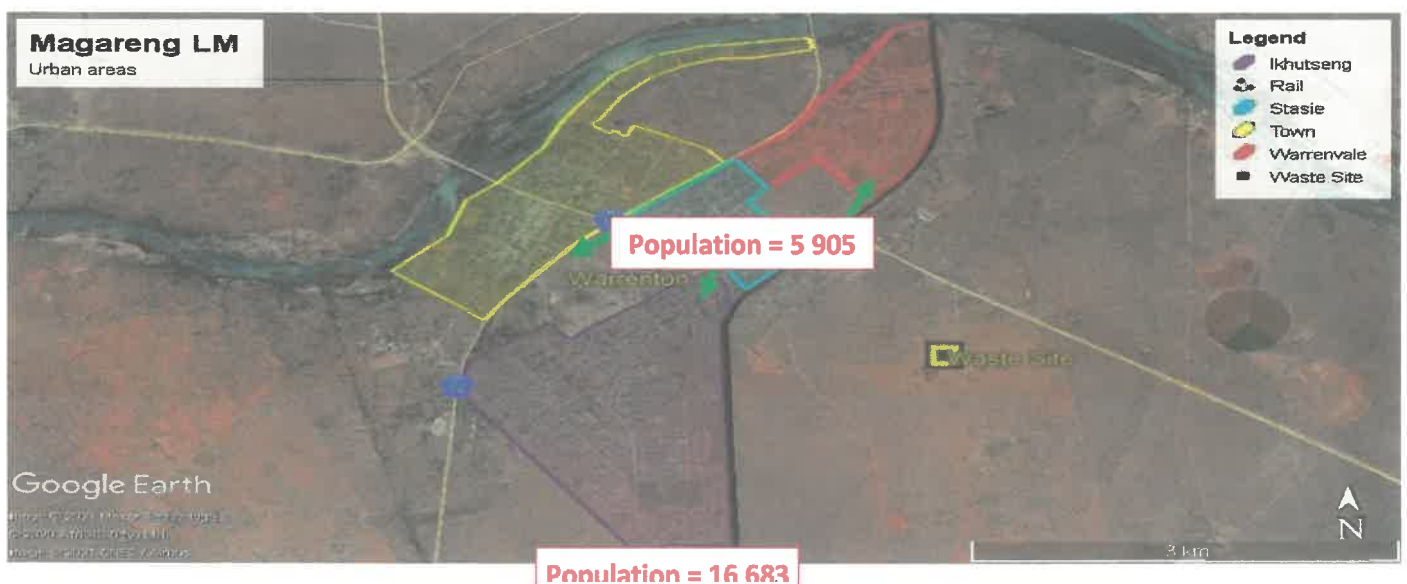 Magareng LM
Urban areas
Legend
Ikhutseng
Rail
Stasie
Town
Warrenvale
Waste Site
Population = 5 905
Warrenton
Waste Site
Google Earth
N
3 km
Population = 16 683